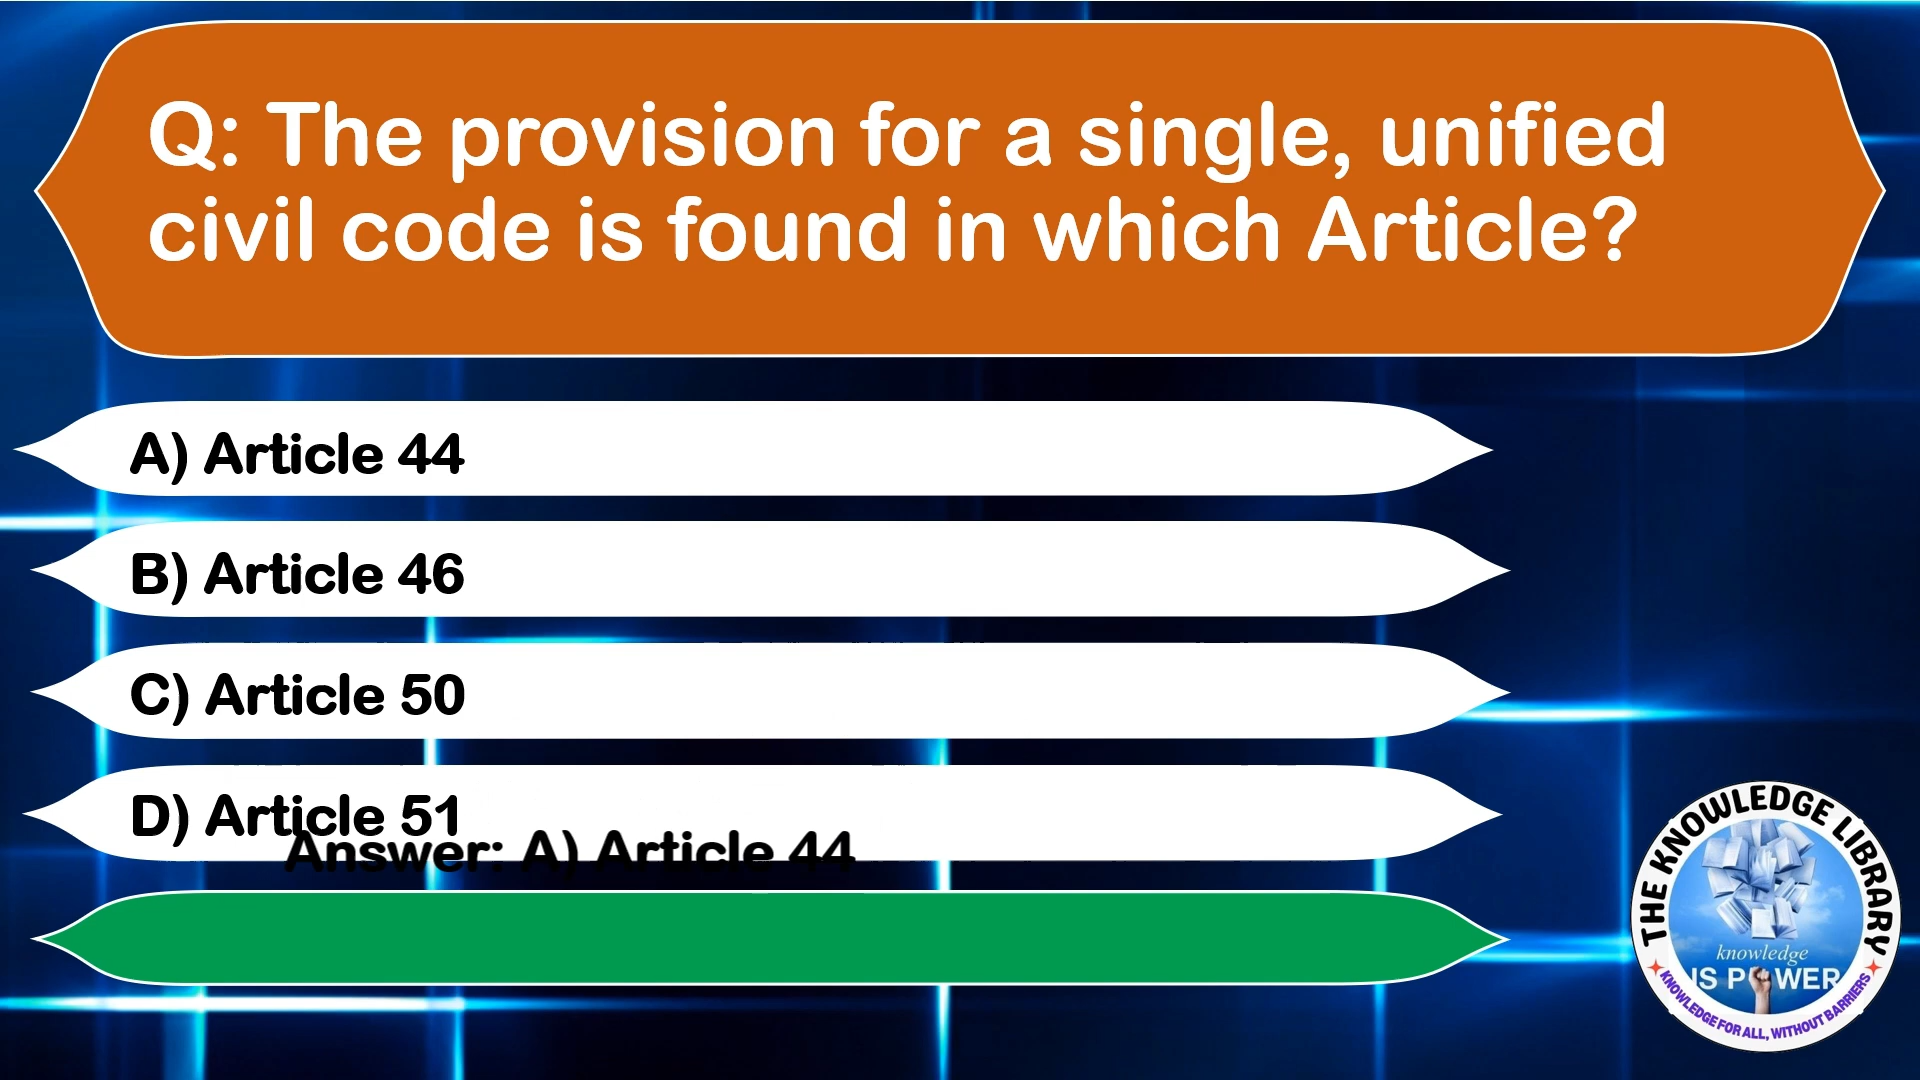 Q: The provision for a single, unified
civil code is found in which Article?
A) Article 44
B) Article 46
C) Article 50
D) Article 51
Answer: A) Article 44
THE KNOWLEDGE LIBRARY
knowledge
IS POWER
KNOWLEDGE FOR ALL, WITHOUT BARRIERS